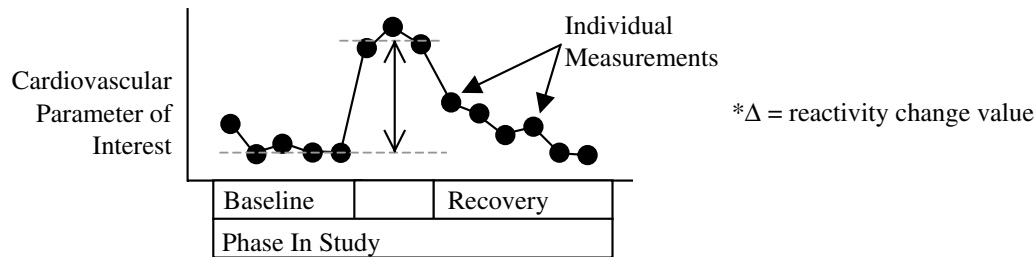 Individual
Measurements
Cardiovascular
Parameter of
Interest
*Δ = reactivity change value
Baseline
Recovery
Phase In Study